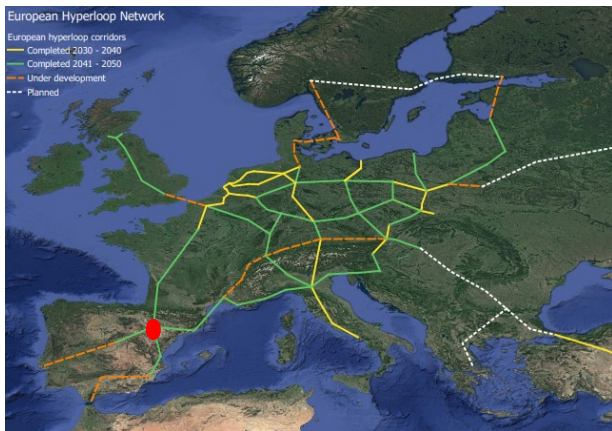 European Hyperloop Network
European hyperloop corridors
Completed 2030 - 2040
Completed 2041 - 2050
Under development
Planned